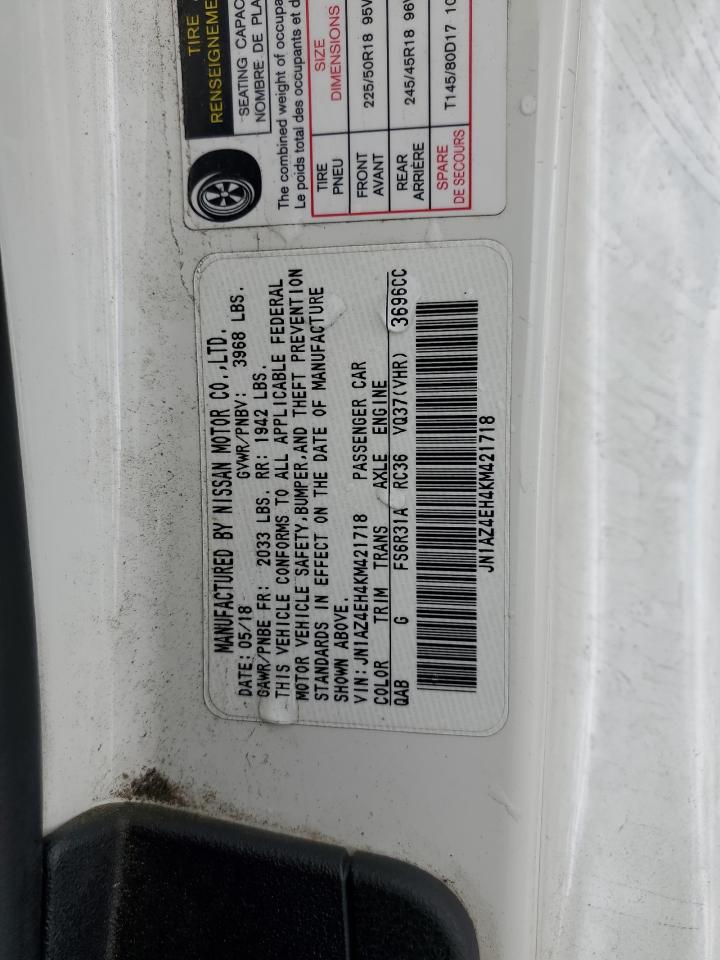 TIRE
RENSEIGNEME
SEATING CAPAC
NOMBRE DE PLA
The combined weight of occupa
Le poids total des occupants et d
TIRE SIZE
PNEU DIMENSIONS
FRONT 225/50R18 95V
AVANT
REAR 245/45R18 96V
ARRIÈRE
SPARE T145/80D17 10
DE SECOURS
MANUFACTURED BY NISSAN MOTOR CO.,LTD.
DATE: 05/18 GVWR/PNBV: 3968 LBS.
GAWR/PNBE FR: 2033 LBS. RR: 1942 LBS.
THIS VEHICLE CONFORMS TO ALL APPLICABLE FEDERAL
MOTOR VEHICLE SAFETY,BUMPER,AND THEFT PREVENTION
STANDARDS IN EFFECT ON THE DATE OF MANUFACTURE
SHOWN ABOVE.
VIN:JN1AZ4EH4KM421718 PASSENGER CAR
COLOR TRIM TRANS AXLE ENGINE
QAB G FS6R31A RC36 VQ37(VHR) 3696CC
JN1AZ4EH4KM421718